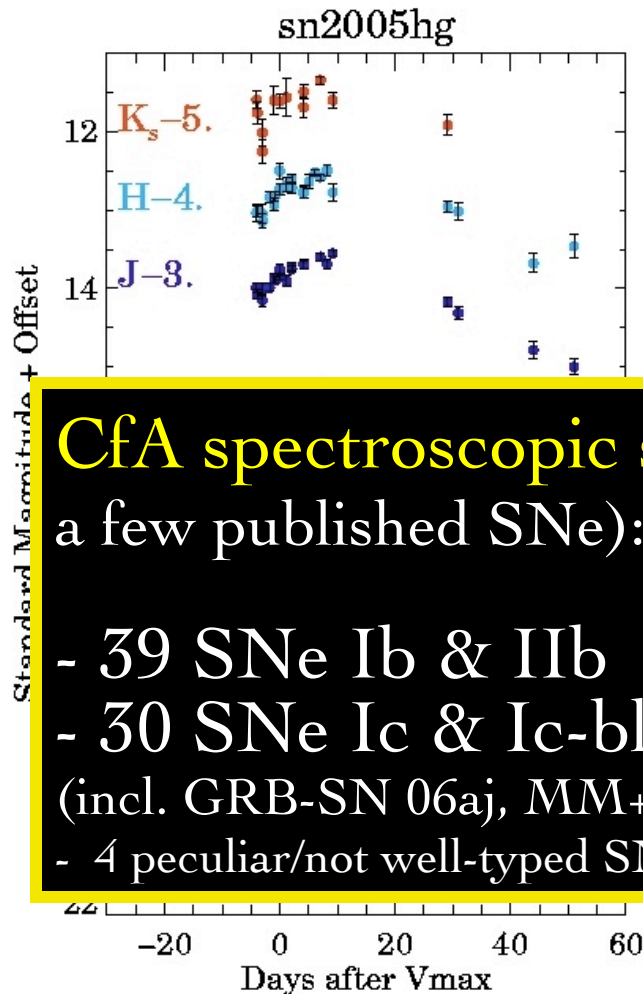 sn2005hg
K_s–5.
12
H–4.
J–3.
14
Standard Magnitude + Offset
CfA spectroscopic
a few published SNe):
- 39 SNe Ib & IIb
- 30 SNe Ic & Ic-bl
(incl. GRB-SN 06aj, MM+
- 4 peculiar/not well-typed
22
−20 0 20 40 60
Days after Vmax